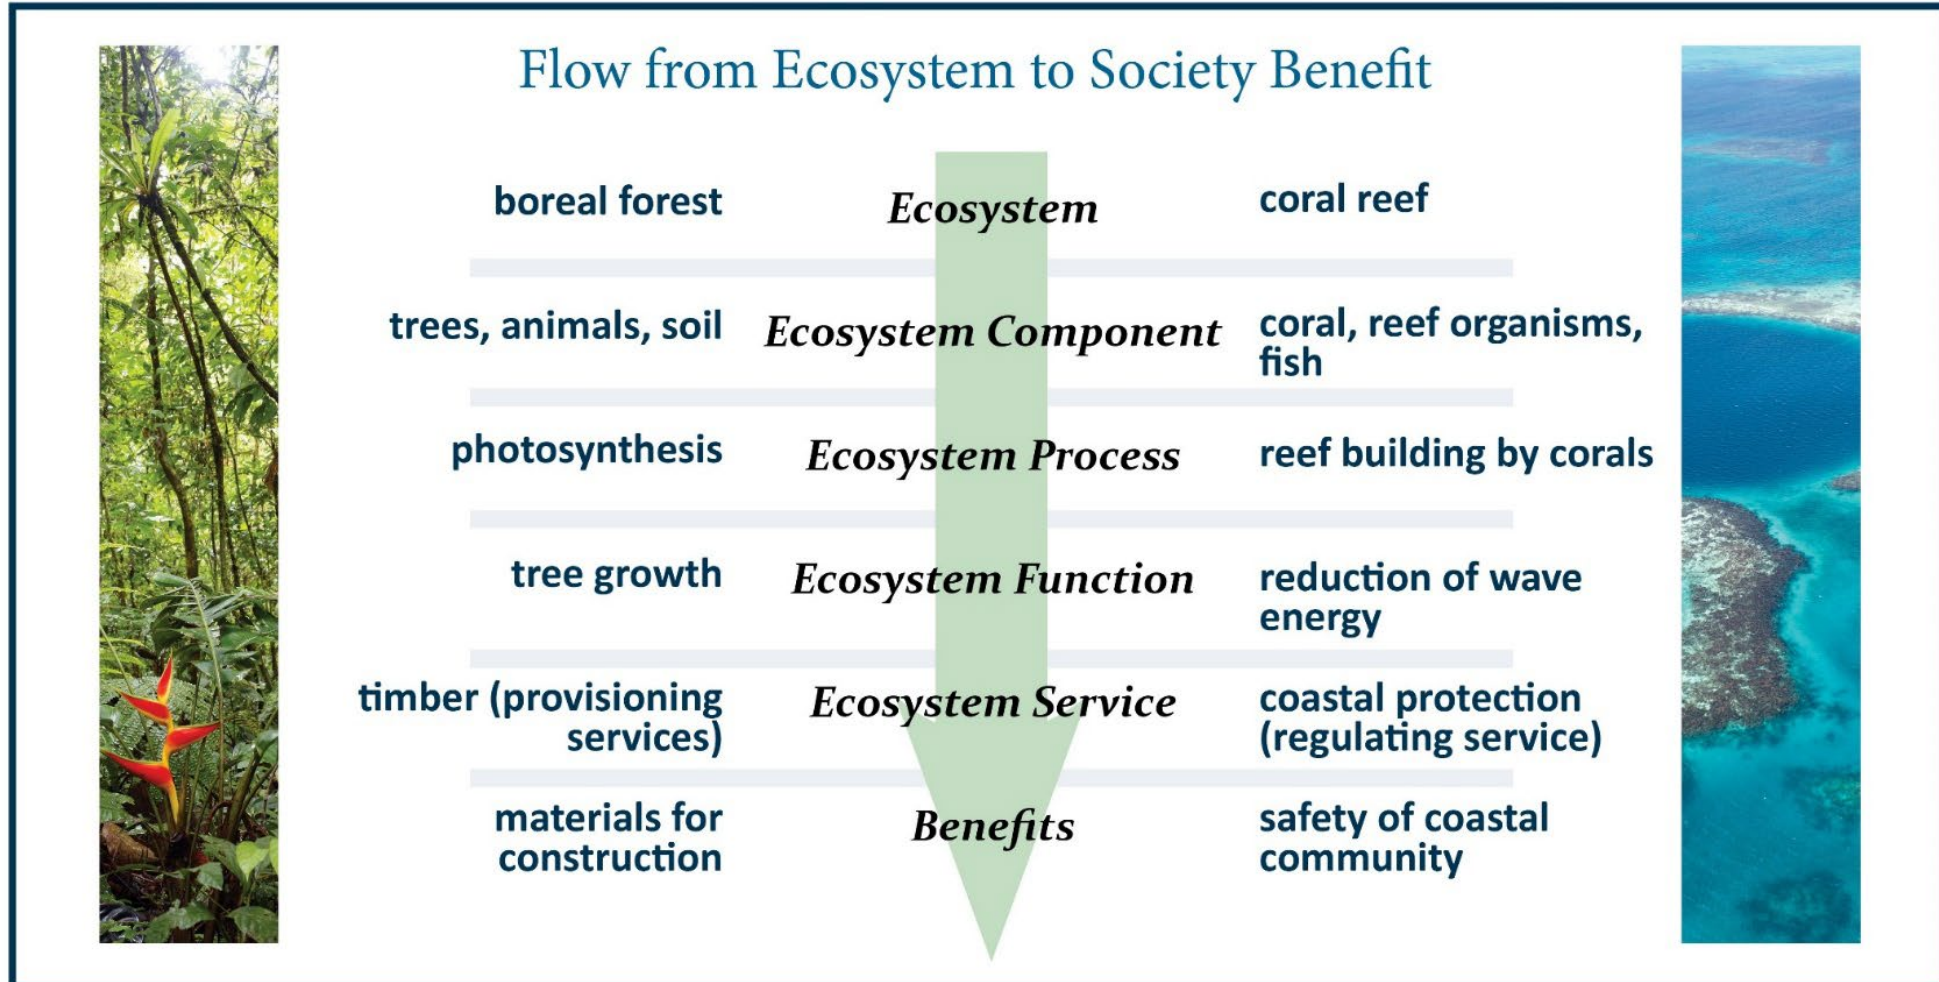 Flow from Ecosystem to Society Benefit
boreal forest
Ecosystem
coral reef
trees, animals, soil
Ecosystem Component
coral, reef organisms,
fish
photosynthesis
Ecosystem Process
reef building by corals
tree growth
Ecosystem Function
reduction of wave
energy
timber (provisioning
services)
Ecosystem Service
coastal protection
(regulating service)
materials for
construction
Benefits
safety of coastal
community